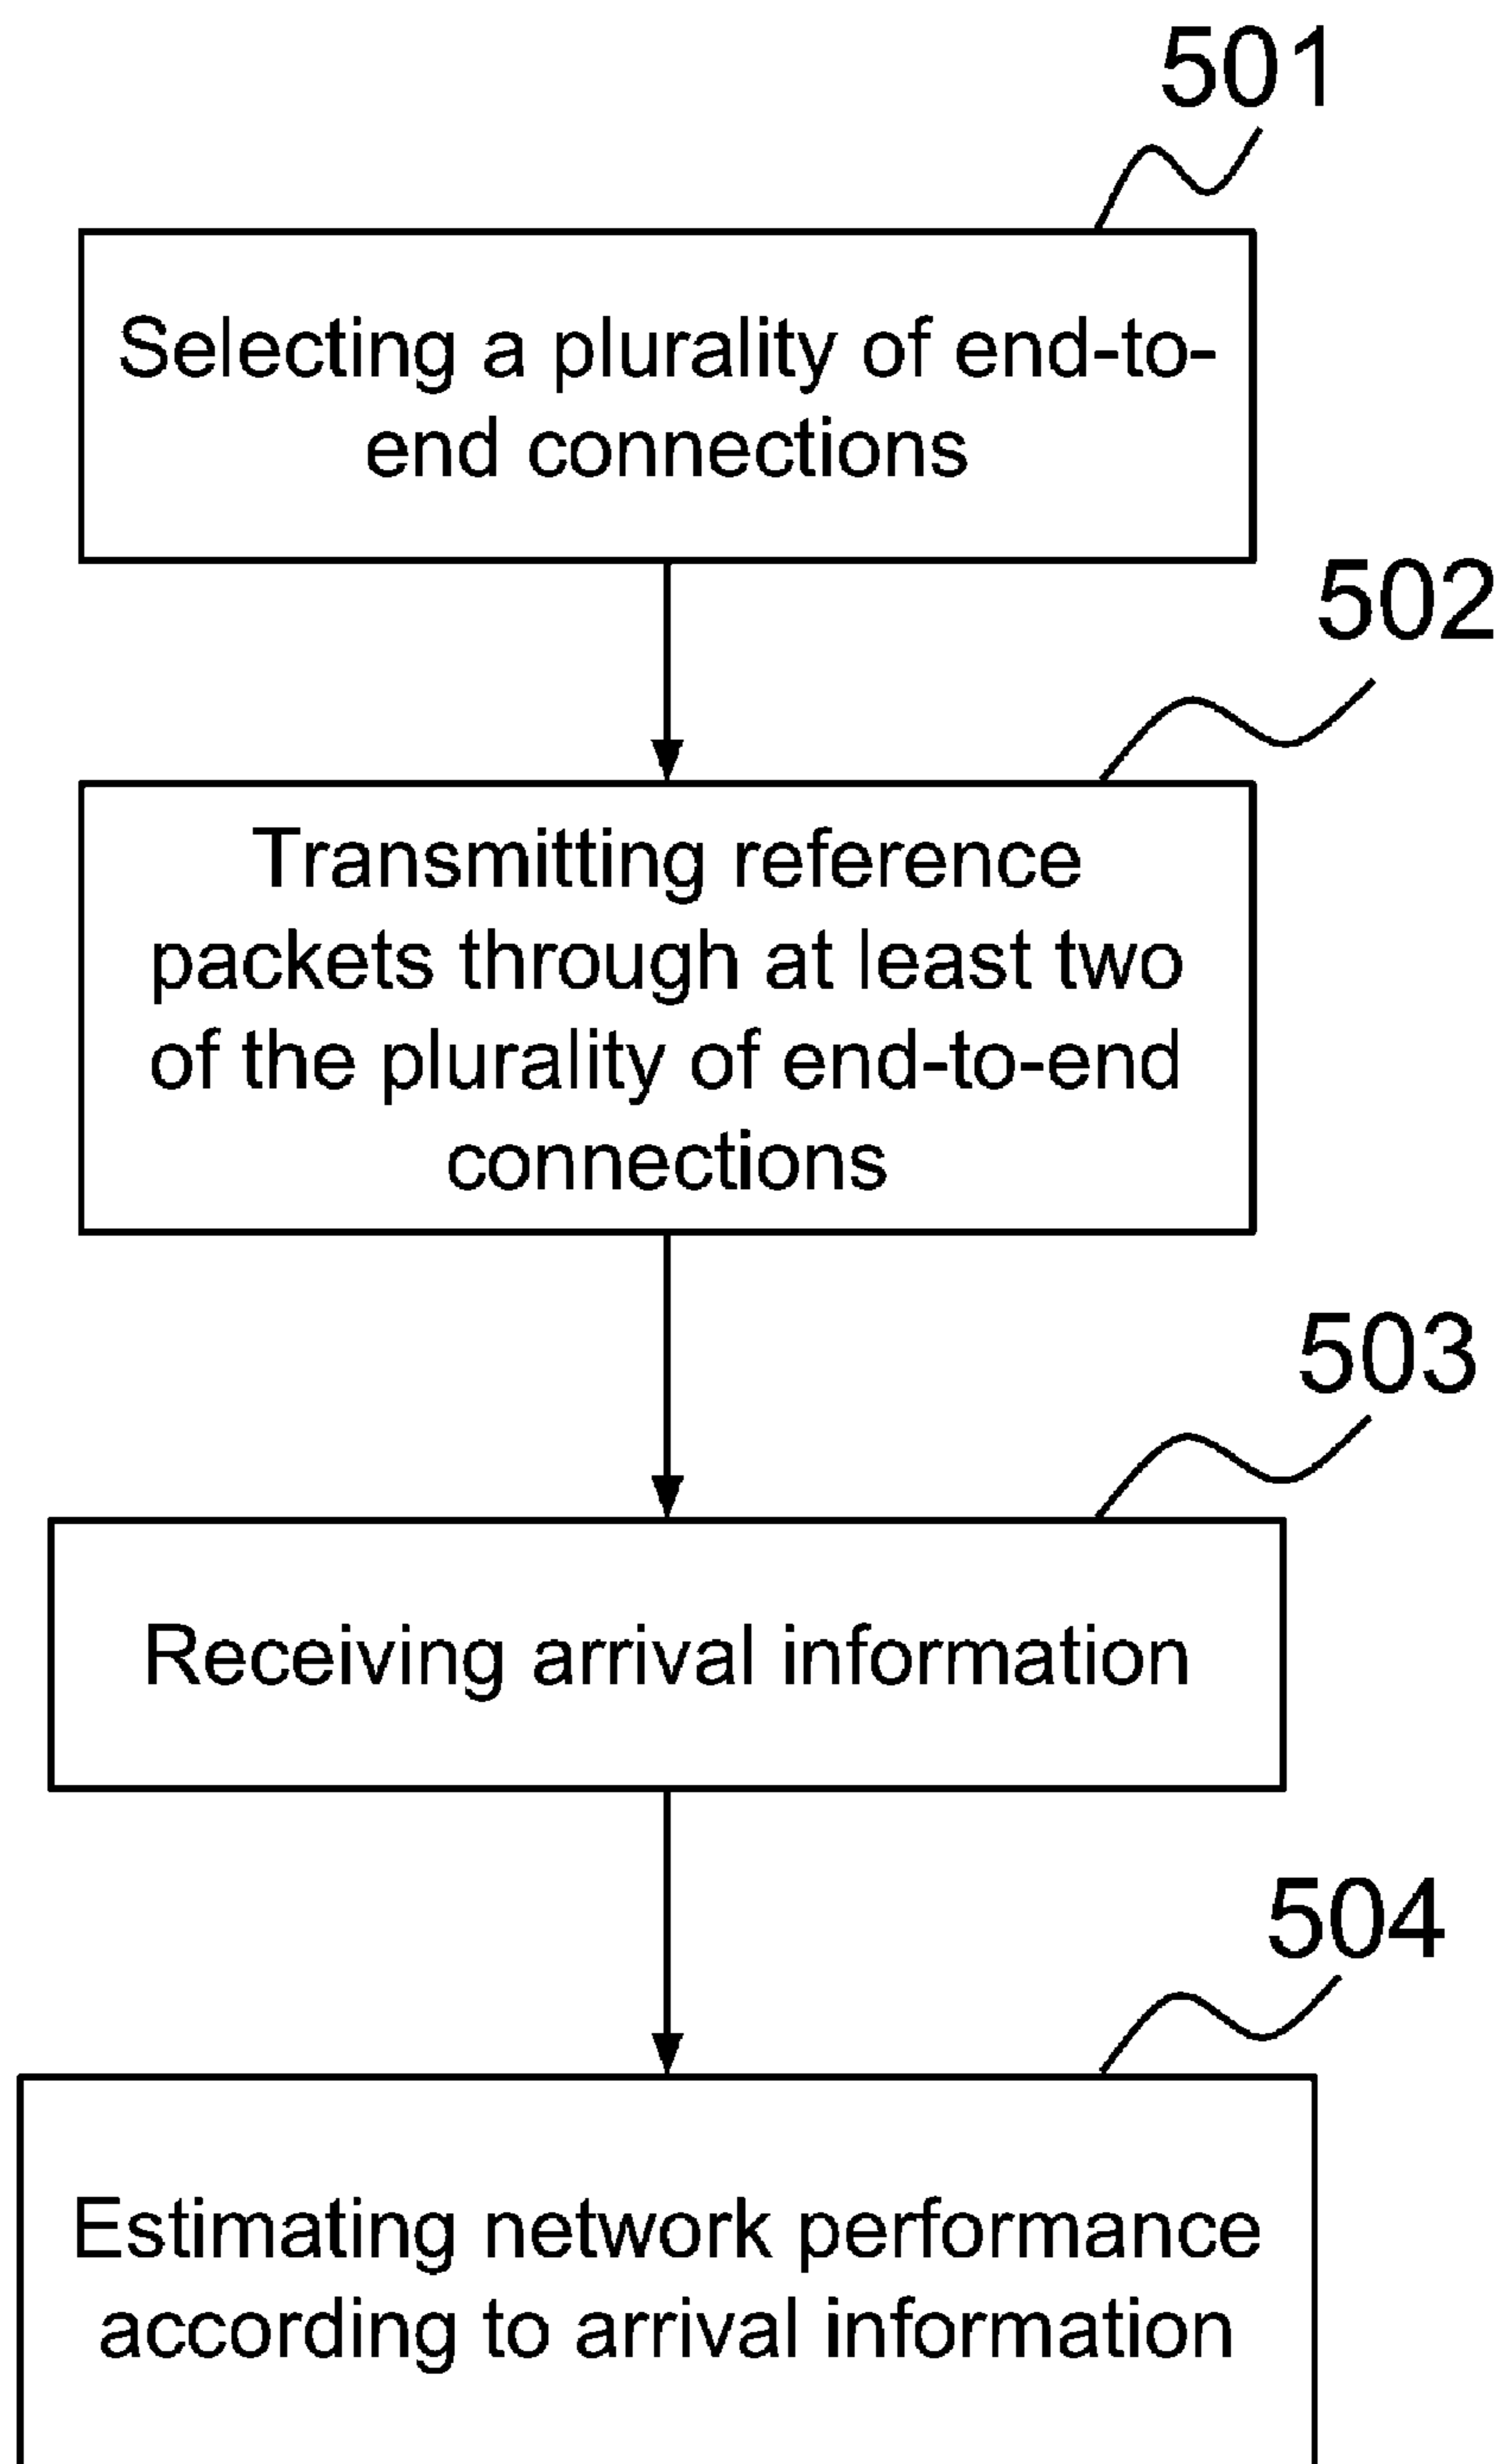 501
Selecting a plurality of end-to-
end connections
502
Transmitting reference
packets through at least two
of the plurality of end-to-end
connections
503
Receiving arrival information
504
Estimating network performance
according to arrival information